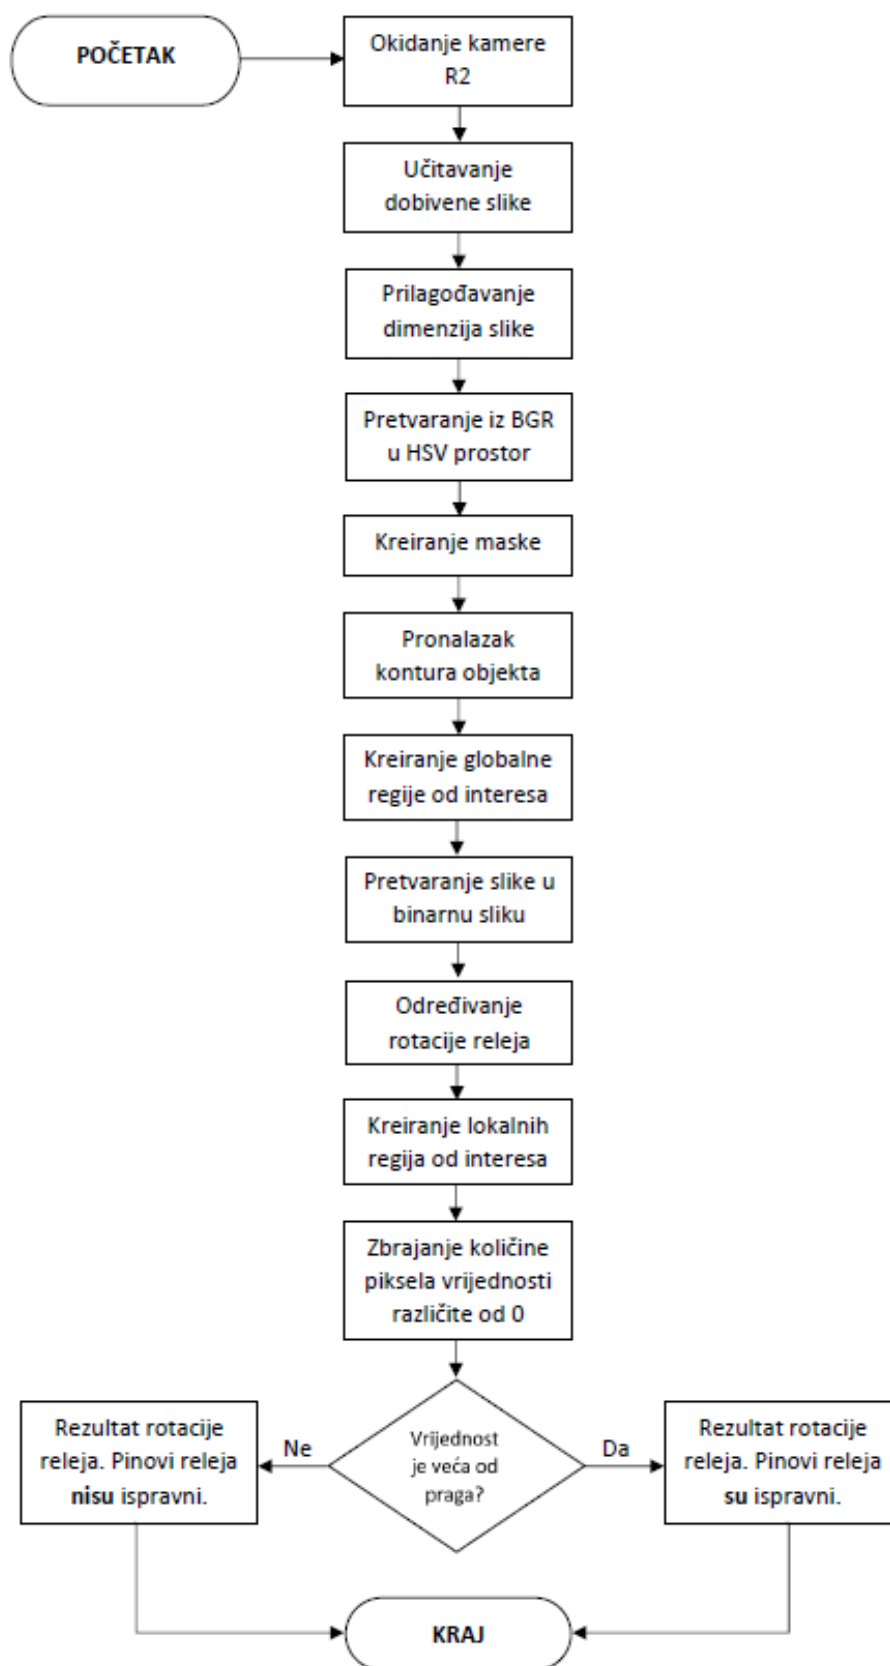 POČETAK
Okidanje kamere
R2
Učitavanje
dobivene slike
Prilagođavanje
dimenzija slike
Pretvaranje iz BGR
u HSV prostor
Kreiranje maske
Pronalazak
kontura objekta
Kreiranje globalne
regije od interesa
Pretvaranje slike u
binarnu sliku
Određivanje
rotacije releja
Kreiranje lokalnih
regija od interesa
Zbrajanje količine
piksela vrijednosti
različite od 0
Vrijednost
je veća od
praga?
Ne
Rezultat rotacije
releja. Pinovi releja
nisu ispravni.
Da
Rezultat rotacije
releja. Pinovi releja
su ispravni.
KRAJ